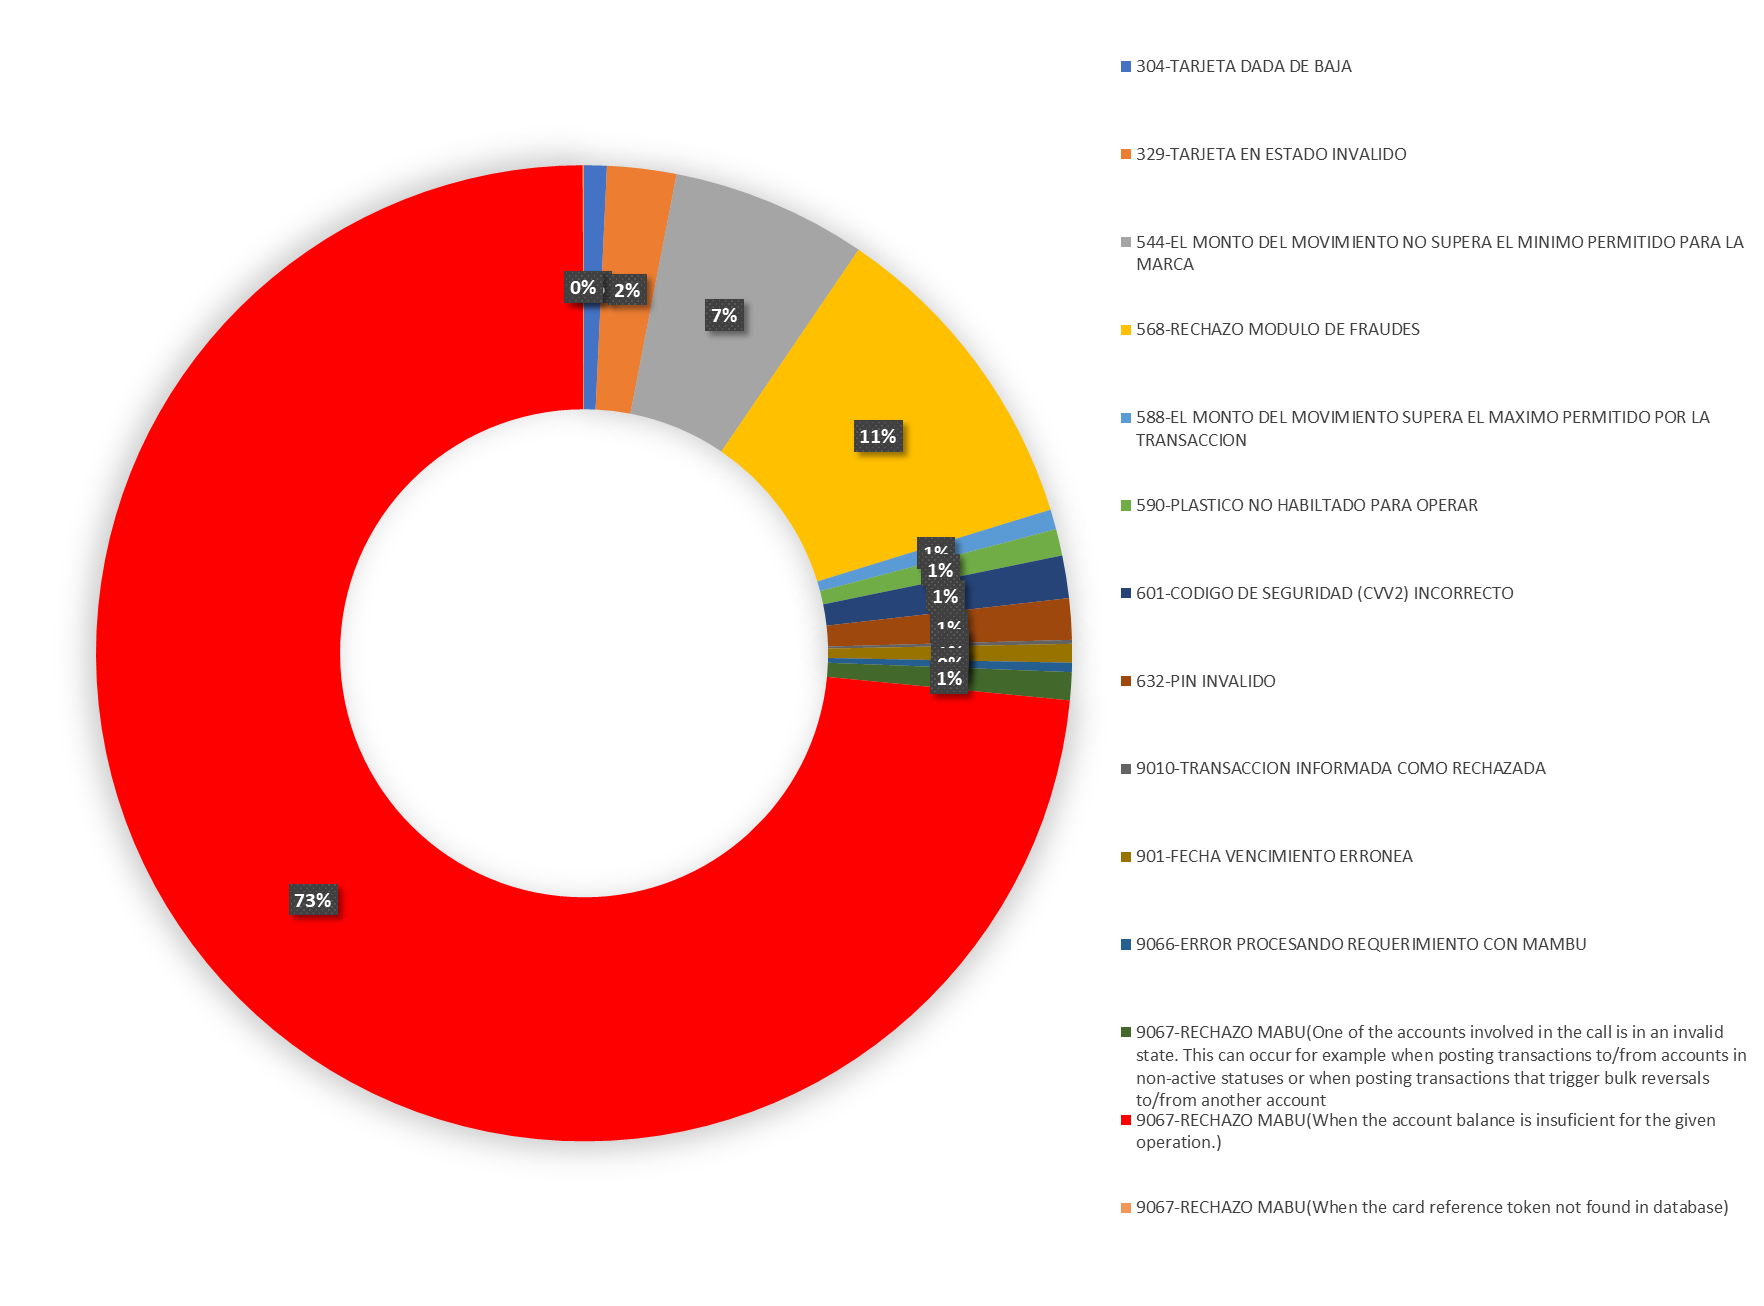 304-TARJETA DADA DE BAJA
329-TARJETA EN ESTADO INVALIDO
544-EL MONTO DEL MOVIMIENTO NO SUPERA EL MINIMO PERMITIDO PARA LA
MARCA
568-RECHAZO MODULO DE FRAUDES
588-EL MONTO DEL MOVIMIENTO SUPERA EL MAXIMO PERMITIDO POR LA
TRANSACCION
590-PLASTICO NO HABILTADO PARA OPERAR
601-CODIGO DE SEGURIDAD (CVV2) INCORRECTO
632-PIN INVALIDO
9010-TRANSACCION INFORMADA COMO RECHAZADA
901-FECHA VENCIMIENTO ERRONEA
9066-ERROR PROCESANDO REQUERIMIENTO CON MAMBU
9067-RECHAZO MABU(One of the accounts involved in the call is in an invalid
state. This can occur for example when posting transactions to/from accounts in
non-active statuses or when posting transactions that trigger bulk reversals
to/from another account
9067-RECHAZO MABU(When the account balance is insuficient for the given
operation.)
9067-RECHAZO MABU(When the card reference token not found in database)
0%
2%
7%
11%
1%
1%
1%
1%
1%
73%